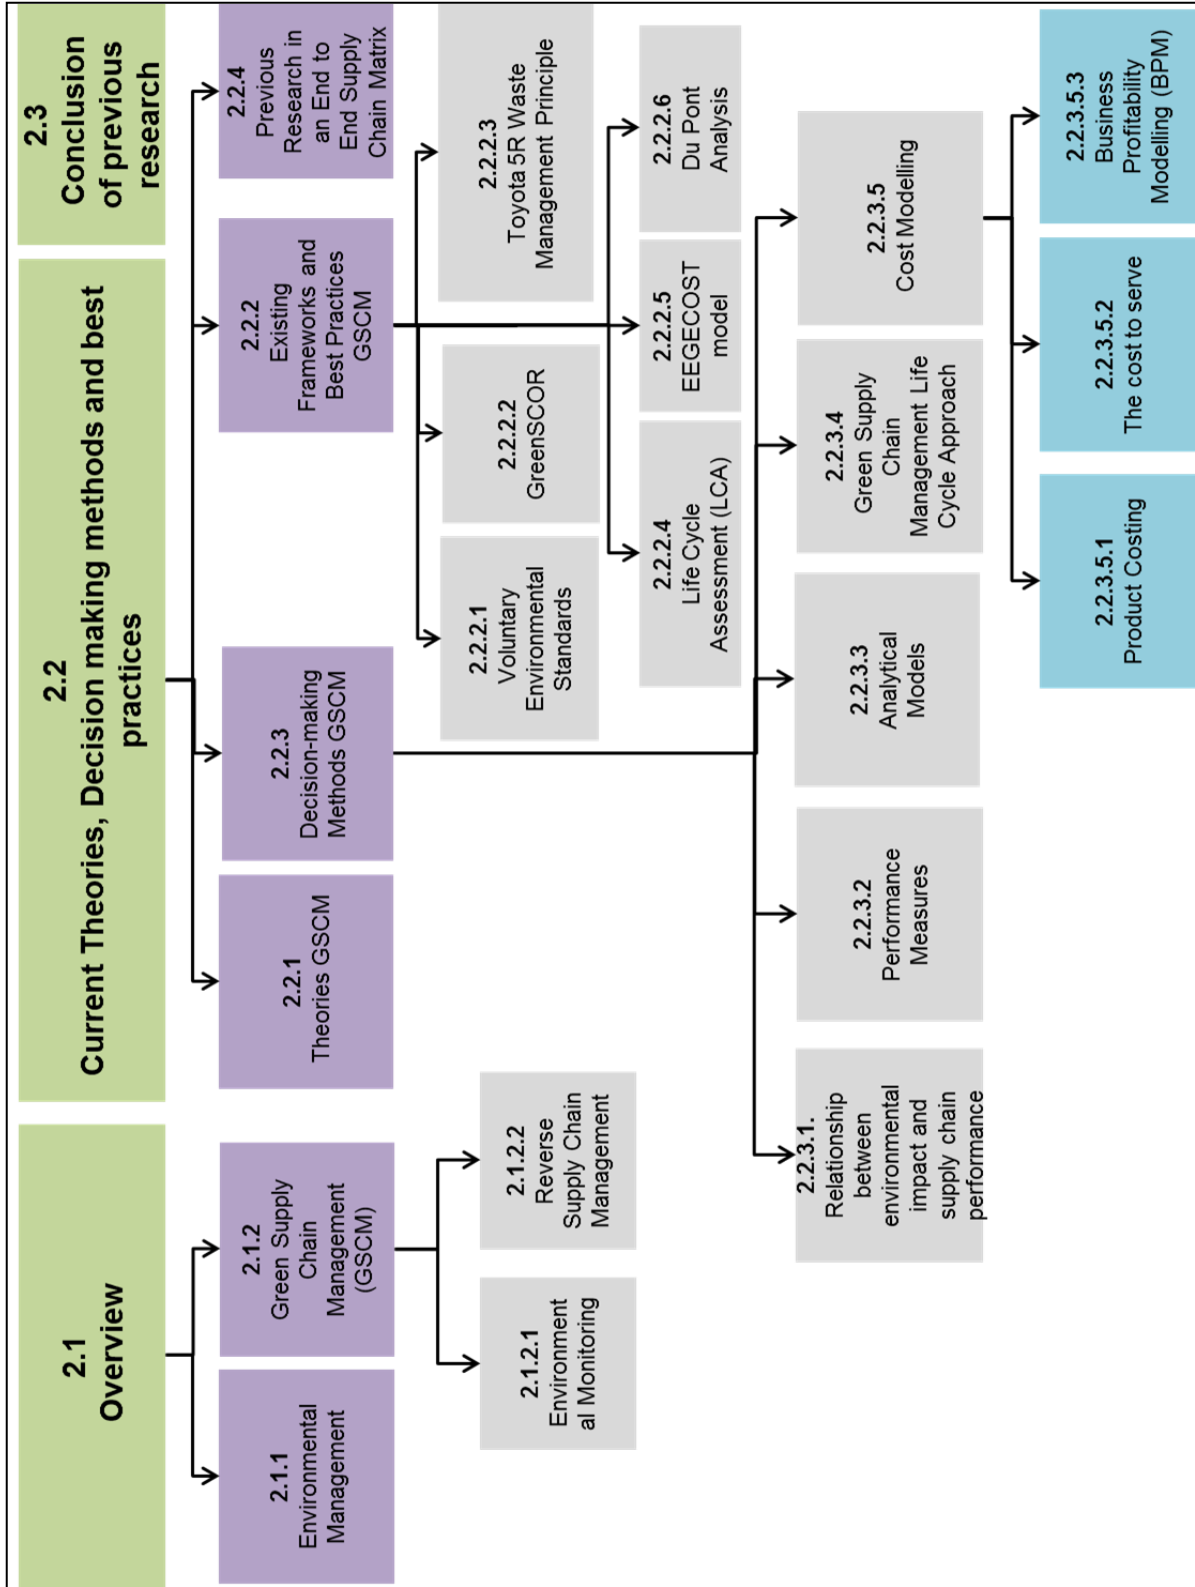 2.1
Overview
2.2
Current Theories, Decision making methods and best
practices
2.3
Conclusion
of previous
research
2.1.1
Environmental
Management
2.1.2
Green Supply
Chain
Management
(GSCM)
2.2.1
Theories GSCM
2.2.3
Decision-making
Methods GSCM
2.2.2
Existing
Frameworks and
Best Practices
GSCM
2.2.4
Previous
Research in
an End to
End Supply
Chain Matrix
2.1.2.1
Environment
al Monitoring
2.1.2.2
Reverse
Supply Chain
Management
2.2.2.1
Voluntary
Environmental
Standards
2.2.2.2
GreenSCOR
2.2.2.3
Toyota 5R Waste
Management Principle
2.2.2.4
Life Cycle
Assessment (LCA)
2.2.2.5
EEGECOST
model
2.2.2.6
Du Pont
Analysis
2.2.3.1.
Relationship
between
environmental
impact and
supply chain
performance
2.2.3.2
Performance
Measures
2.2.3.3
Analytical
Models
2.2.3.4
Green Supply
Chain
Management Life
Cycle Approach
2.2.3.5
Cost Modelling
2.2.3.5.1
Product Costing
2.2.3.5.2
The cost to serve
2.2.3.5.3
Business
Profitability
Modelling (BPM)